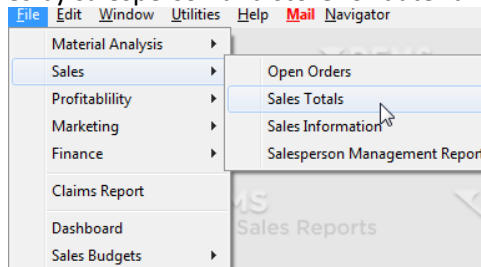 File Edit Window Utilities Help Mail Navigator
Material Analysis
Sales
Open Orders
Profitablility
Sales Totals
Marketing
Sales Information
Finance
Salesperson Management Report
Claims Report
Sales Reports
Dashboard
Sales Budgets